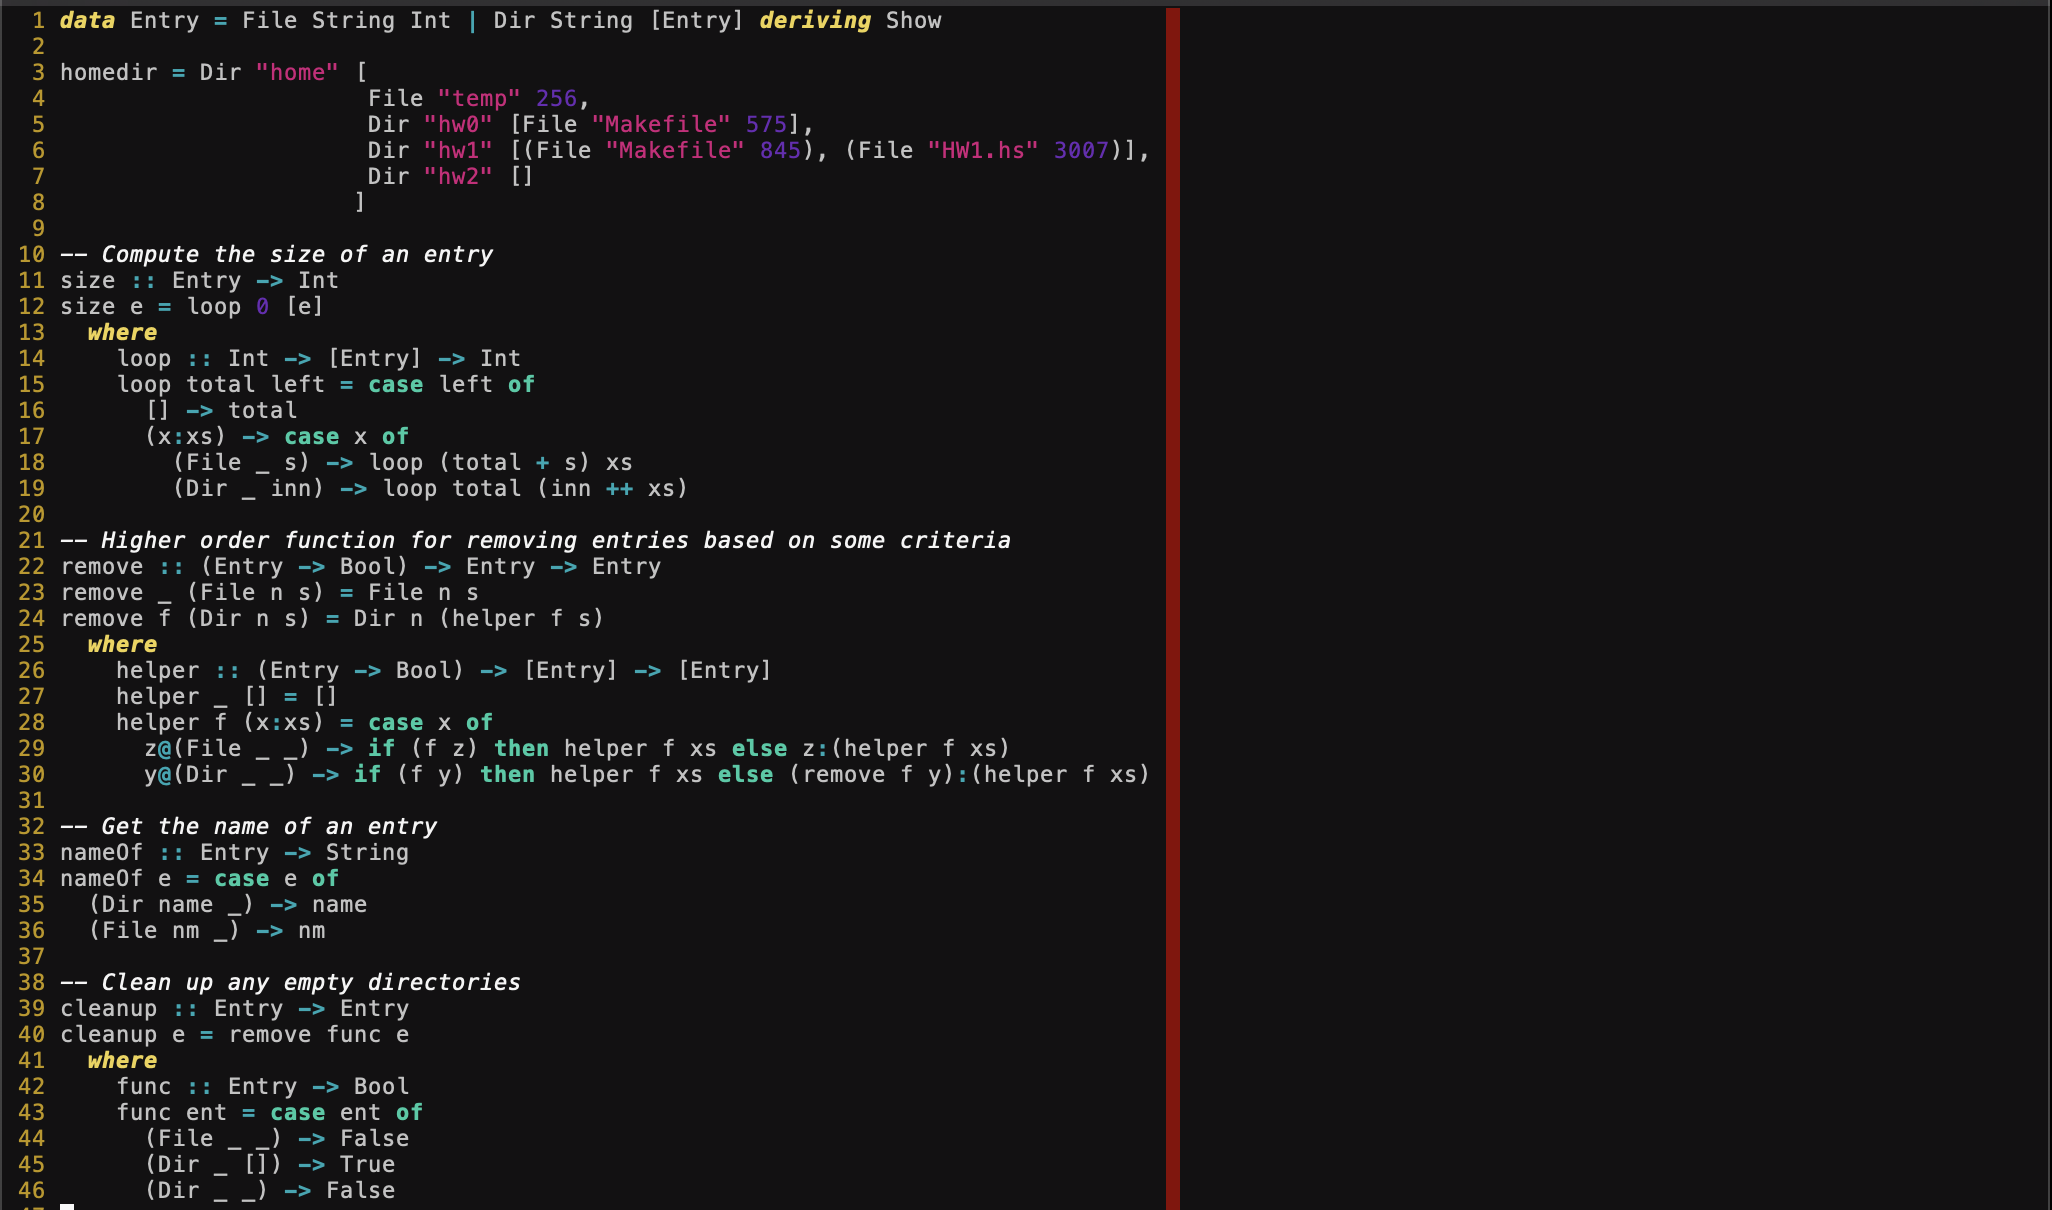 1 data Entry = File String Int | Dir String [Entry] deriving Show
2
3 homedir = Dir "home" [
4                       File "temp" 256,
5                       Dir "hw0" [File "Makefile" 575],
6                       Dir "hw1" [(File "Makefile" 845), (File "HW1.hs" 3007)],
7                       Dir "hw2" []
8                      ]
9
10 -- Compute the size of an entry
11 size :: Entry -> Int
12 size e = loop 0 [e]
13   where
14     loop :: Int -> [Entry] -> Int
15     loop total left = case left of
16       [] -> total
17       (x:xs) -> case x of
18         (File _ s) -> loop (total + s) xs
19         (Dir _ inn) -> loop total (inn ++ xs)
20
21 -- Higher order function for removing entries based on some criteria
22 remove :: (Entry -> Bool) -> Entry -> Entry
23 remove _ (File n s) = File n s
24 remove f (Dir n s) = Dir n (helper f s)
25   where
26     helper :: (Entry -> Bool) -> [Entry] -> [Entry]
27     helper _ [] = []
28     helper f (x:xs) = case x of
29       z@(File _ _) -> if (f z) then helper f xs else z:(helper f xs)
30       y@(Dir _ _) -> if (f y) then helper f xs else (remove f y):(helper f xs)
31
32 -- Get the name of an entry
33 nameOf :: Entry -> String
34 nameOf e = case e of
35   (Dir name _) -> name
36   (File nm _) -> nm
37
38 -- Clean up any empty directories
39 cleanup :: Entry -> Entry
40 cleanup e = remove func e
41   where
42     func :: Entry -> Bool
43     func ent = case ent of
44       (File _ _) -> False
45       (Dir _ []) -> True
46       (Dir _ _) -> False